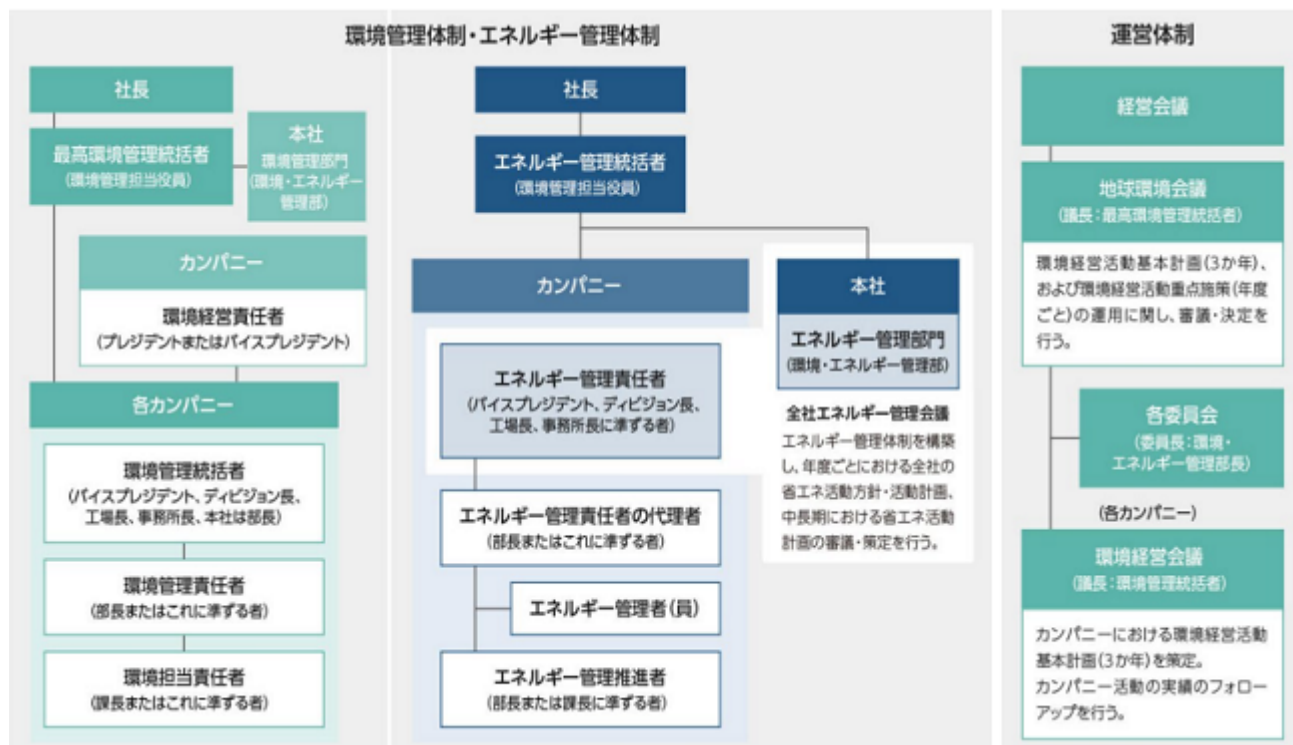 環境管理体制・エネルギー管理体制
社長
最高環境管理統括者
(環境管理担当役員)
本社
環境管理部門
(環境・エネルギー
管理部)
カンパニー
環境経営責任者
(プレジデントまたはバイスプレジデント)
各カンパニー
環境管理統括者
(バイスプレジデント、ディビジョン長、
工場長、事務所長、本社は部長)
環境管理責任者
(部長またはこれに準ずる者)
環境担当責任者
(課長またはこれに準ずる者)
社長
エネルギー管理統括者
(環境管理担当役員)
カンパニー
エネルギー管理責任者
(バイスプレジデント、ディビジョン長、
工場長、事務所長に準ずる者)
エネルギー管理責任者の代理者
(部長またはこれに準ずる者)
エネルギー管理者(員)
エネルギー管理推進者
(部長または課長に準ずる者)
本社
エネルギー管理部門
(環境・エネルギー管理部)
全社エネルギー管理会議
エネルギー管理体制を構築
し、年度ごとにおける全社の
省エネ活動方針・活動計画、
中長期における省エネ活動
計画の審議・策定を行う。
運営体制
経営会議
地球環境会議
(議長:最高環境管理統括者)
環境経営活動基本計画(3か年)、
および環境経営活動重点施策(年度
ごと)の運用に関し、審議・決定を
行う。
各委員会
(委員長:環境・
エネルギー管理部長)
(各カンパニー)
環境経営会議
(議長:環境管理統括者)
カンパニーにおける環境経営活動
基本計画(3か年)を策定。
カンパニー活動の実績のフォロー
アップを行う。